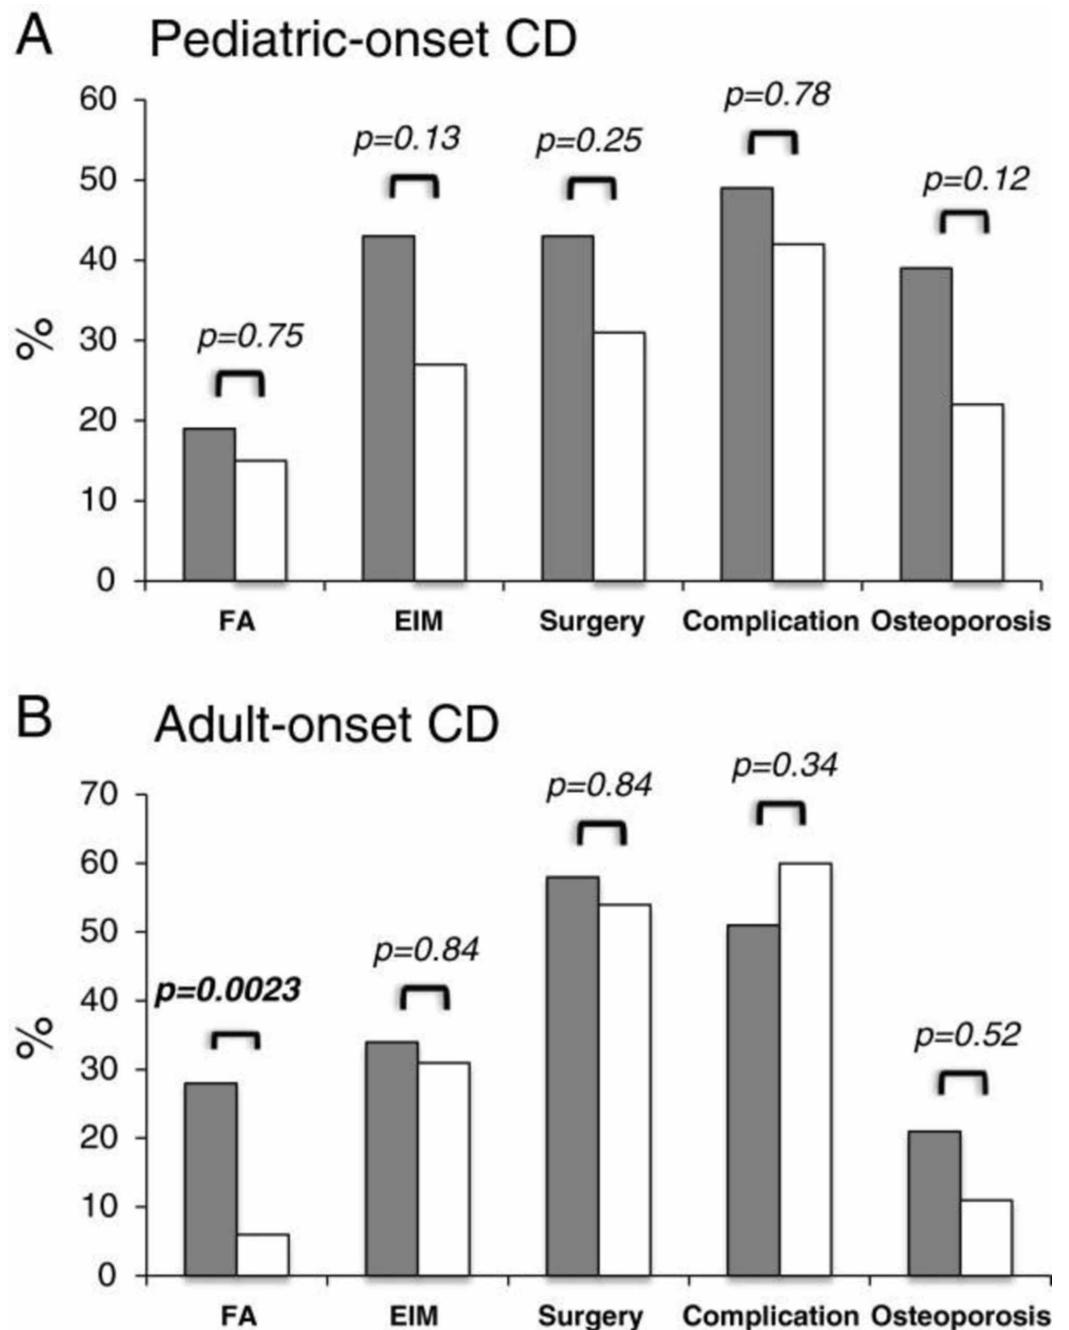 A Pediatric-onset CD
60
50
40
30
20
10
0
%
p=0.75
p=0.13
p=0.25
p=0.78
p=0.12
FA EIM Surgery Complication Osteoporosis
B Adult-onset CD
70
60
50
40
30
20
10
0
%
p=0.0023
p=0.84
p=0.84
p=0.34
p=0.52
FA EIM Surgery Complication Osteoporosis